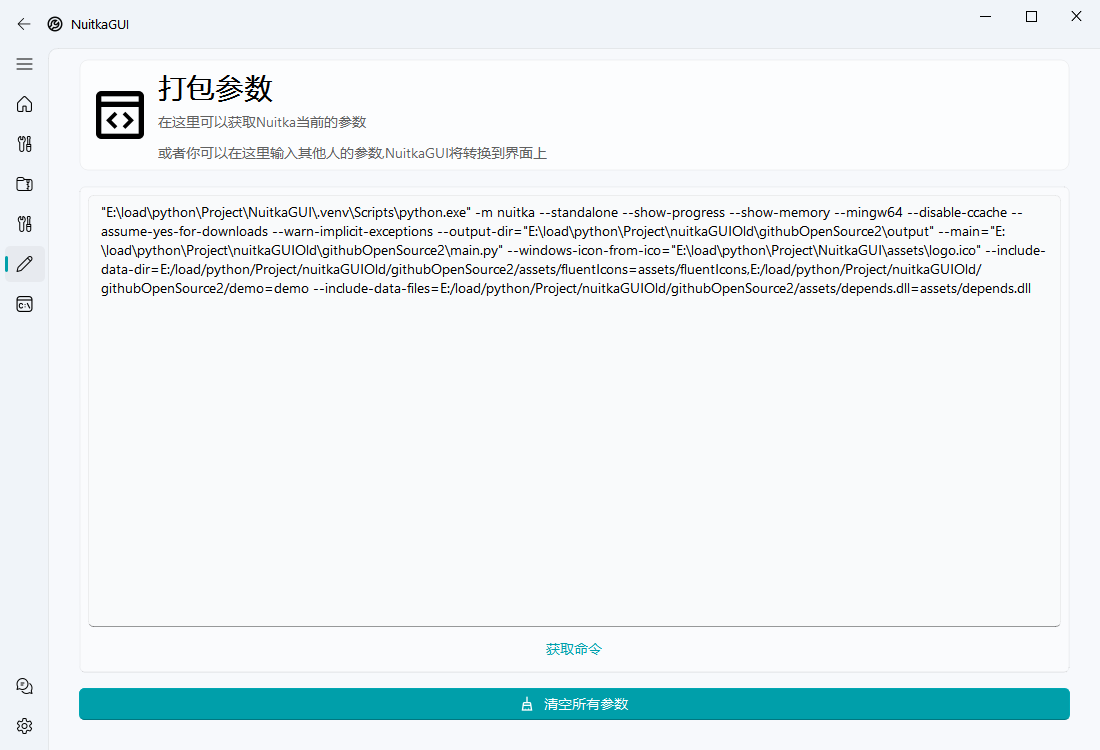 NuitkaGUI
打包参数
在这里可以获取Nuitka当前的参数
或者你可以在这里输入其他人的参数,NuitkaGUI将转换到界面上
"E:\load\python\Project\NuitkaGUI\.venv\Scripts\python.exe" -m nuitka --standalone --show-progress --show-memory --mingw64 --disable-ccache --
assume-yes-for-downloads --warn-implicit-exceptions --output-dir="E:\load\python\Project\nuitkaGUIOld\githubOpenSource2\output" --main="E:
\load\python\Project\nuitkaGUIOld\githubOpenSource2\main.py" --windows-icon-from-ico="E:\load\python\Project\NuitkaGUI\assets\logo.ico" --include-
data-dir=E:/load/python/Project/nuitkaGUIOld/githubOpenSource2/assets/fluentIcons=assets/fluentIcons,E:/load/python/Project/nuitkaGUIOld/
githubOpenSource2/demo=demo --include-data-files=E:/load/python/Project/nuitkaGUIOld/githubOpenSource2/assets/depends.dll=assets/depends.dll
C:\
获取命令
清空所有参数